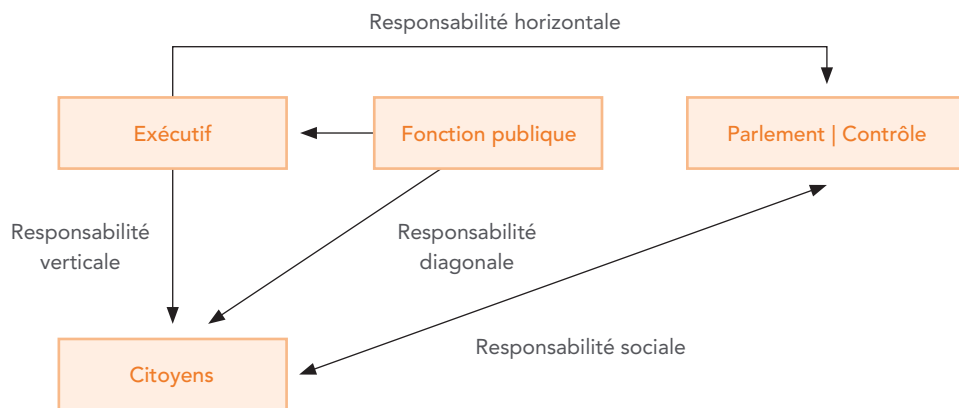 Responsabilité horizontale
Exécutif
Fonction publique
Parlement | Contrôle
Responsabilité
verticale
Responsabilité
diagonale
Responsabilité sociale
Citoyens